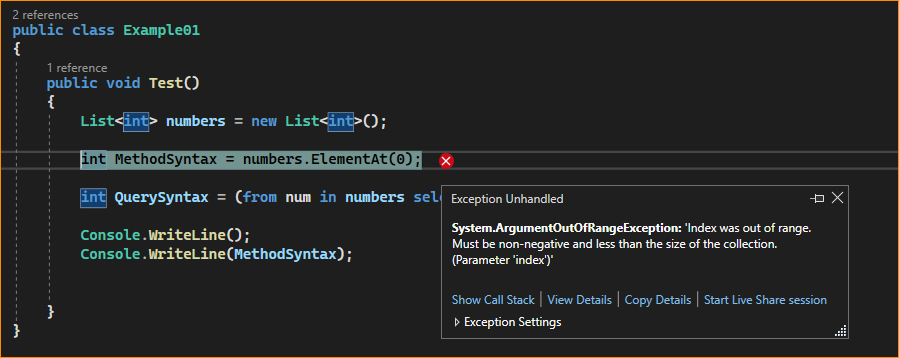 2 references
public class Example01
{
1 reference
public void Test()
{
List<int> numbers = new List<int>();
int MethodSyntax = numbers.ElementAt(0);
int QuerySyntax = (from num in numbers sele
Console.WriteLine();
Console.WriteLine(MethodSyntax);
}
}
Exception Unhandled
System.ArgumentOutOfRangeException: 'Index was out of range.
Must be non-negative and less than the size of the collection.
(Parameter 'index')'
Show Call Stack | View Details | Copy Details | Start Live Share session
Exception Settings